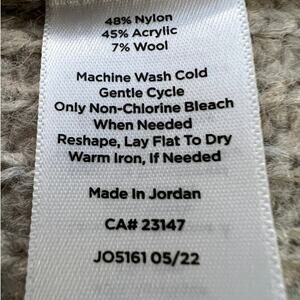 48% Nylon
45% Acrylic
7% Wool
Machine Wash Cold
Gentle Cycle
Only Non-Chlorine Bleach
When Needed
Reshape, Lay Flat To Dry
Warm Iron, If Needed
Made In Jordan
CA# 23147
JO5161 05/22